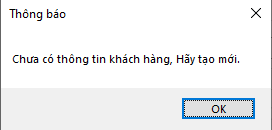 Thông báo
Chưa có thông tin khách hàng, Hãy tạo mới.
OK